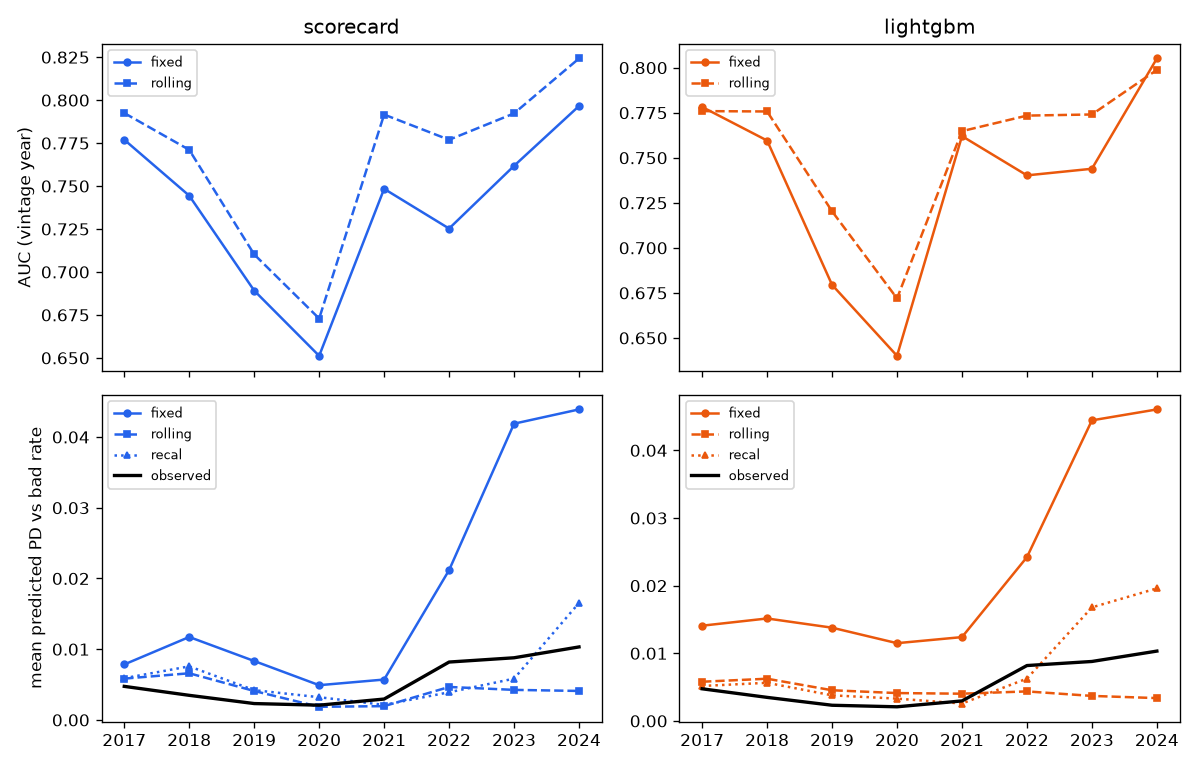 scorecard
lightgbm
fixed
rolling
fixed
rolling
AUC (vintage year)
0.825
0.800
0.775
0.750
0.725
0.700
0.675
0.650
0.800
0.775
0.750
0.725
0.700
0.675
0.650
fixed
rolling
recal
observed
fixed
rolling
recal
observed
mean predicted PD vs bad rate
0.04
0.03
0.02
0.01
0.00
0.04
0.03
0.02
0.01
0.00
2017 2018 2019 2020 2021 2022 2023 2024
2017 2018 2019 2020 2021 2022 2023 2024